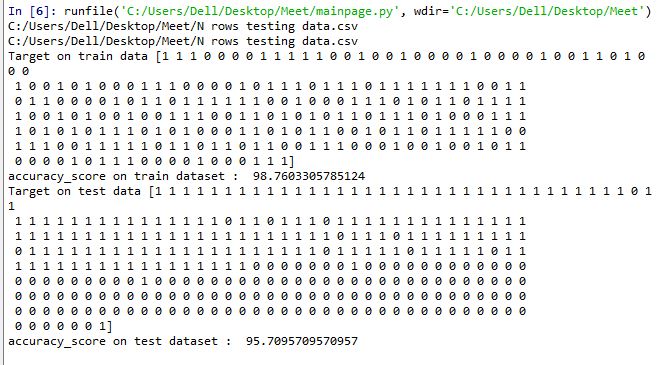 In [6]: runfile('C:/Users/Dell/Desktop/Meet/mainpage.py', wdir='C:/Users/Dell/Desktop/Meet')
C:/Users/Dell/Desktop/Meet/N rows testing data.csv
C:/Users/Dell/Desktop/Meet/N rows testing data.csv
Target on train data [1 1 1 0 0 0 0 1 1 1 1 1 1 0 0 1 0 0 1 0 0 0 0 1 0 0 0 0 1 0 0 1 1 0 1 0
0 0
1 0 0 1 0 1 0 0 0 1 1 1 0 0 0 0 1 0 1 1 1 0 1 1 1 0 1 1 1 1 1 1 1 0 0 1 1
0 1 1 0 0 0 0 1 0 1 1 0 1 1 1 1 1 1 1 0 0 1 0 0 0 1 1 1 0 1 0 1 1 0 1 1 1 1
1 0 0 1 0 1 0 1 1 0 1 0 1 1 0 0 1 1 0 1 0 1 1 0 1 0 1 1 1 1 1 0 0 0 1 1 1
1 0 1 0 1 0 1 1 1 0 1 0 1 1 1 0 1 0 1 0 1 1 0 0 1 0 1 1 0 1 1 1 1 1 1 0 0
1 1 1 0 0 1 1 1 1 1 0 1 1 0 1 1 0 1 1 0 0 1 1 1 0 0 0 1 0 0 1 0 0 1 0 1 1
0 0 0 0 1 0 1 1 1 0 0 0 0 1 0 0 0 1 1 1]
accuracy_score on train dataset :  98.7603305785124
Target on test data [1 1 1 1 1 1 1 1 1 1 1 1 1 1 1 1 1 1 1 1 1 1 1 1 1 1 1 1 1 1 1 1 1 1 0 1
1
1 1 1 1 1 1 1 1 1 1 1 1 1 1 1 0 1 1 0 1 1 1 0 1 1 1 1 1 1 1 1 1 1 1 1 1 1
1 1 1 1 1 1 1 1 1 1 1 1 1 1 1 1 1 1 1 1 1 1 1 0 1 1 1 0 1 1 1 1 1 1 1 1 1
0 1 1 1 1 1 1 1 1 1 1 1 1 1 1 1 1 1 1 1 1 1 0 1 1 1 1 0 1 1 1 1 1 0 1 1
1 1 1 1 1 1 1 1 1 1 1 1 1 1 1 1 1 0 0 0 0 0 0 0 1 0 0 0 0 0 0 0 0 0 0 0 0
0 0 0 0 0 0 0 0 0 1 0 0 0 0 0 0 0 0 0 0 0 0 0 0 0 0 0 0 0 0 0 0 0 0 0 0 0
0 0 0 0 0 0 0 0 0 0 0 0 0 0 0 0 0 0 0 0 0 0 0 0 0 0 0 0 0 0 0 0 0 0 0 0 0
0 0 0 0 0 0 0 0 0 0 0 0 0 0 0 0 0 0 0 0 0 0 0 0 0 0 0 0 0 0 0 0 0 0 0 0 0
0 0 0 0 0 0 1]
accuracy_score on test dataset :  95.7095709570957